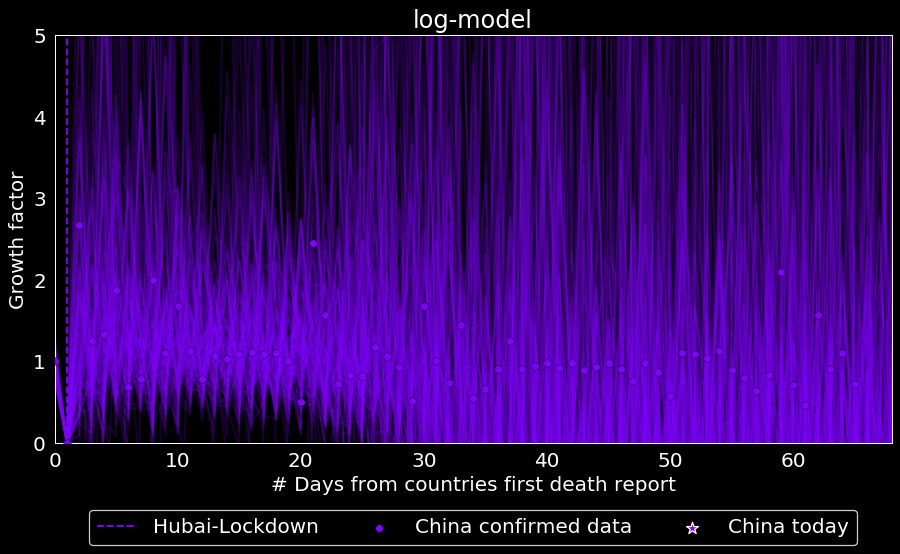 log-model
5
4
3
2
1
0
Growth factor
0 10 20 30 40 50 60
# Days from countries first death report
Hubai-Lockdown China confirmed data China today